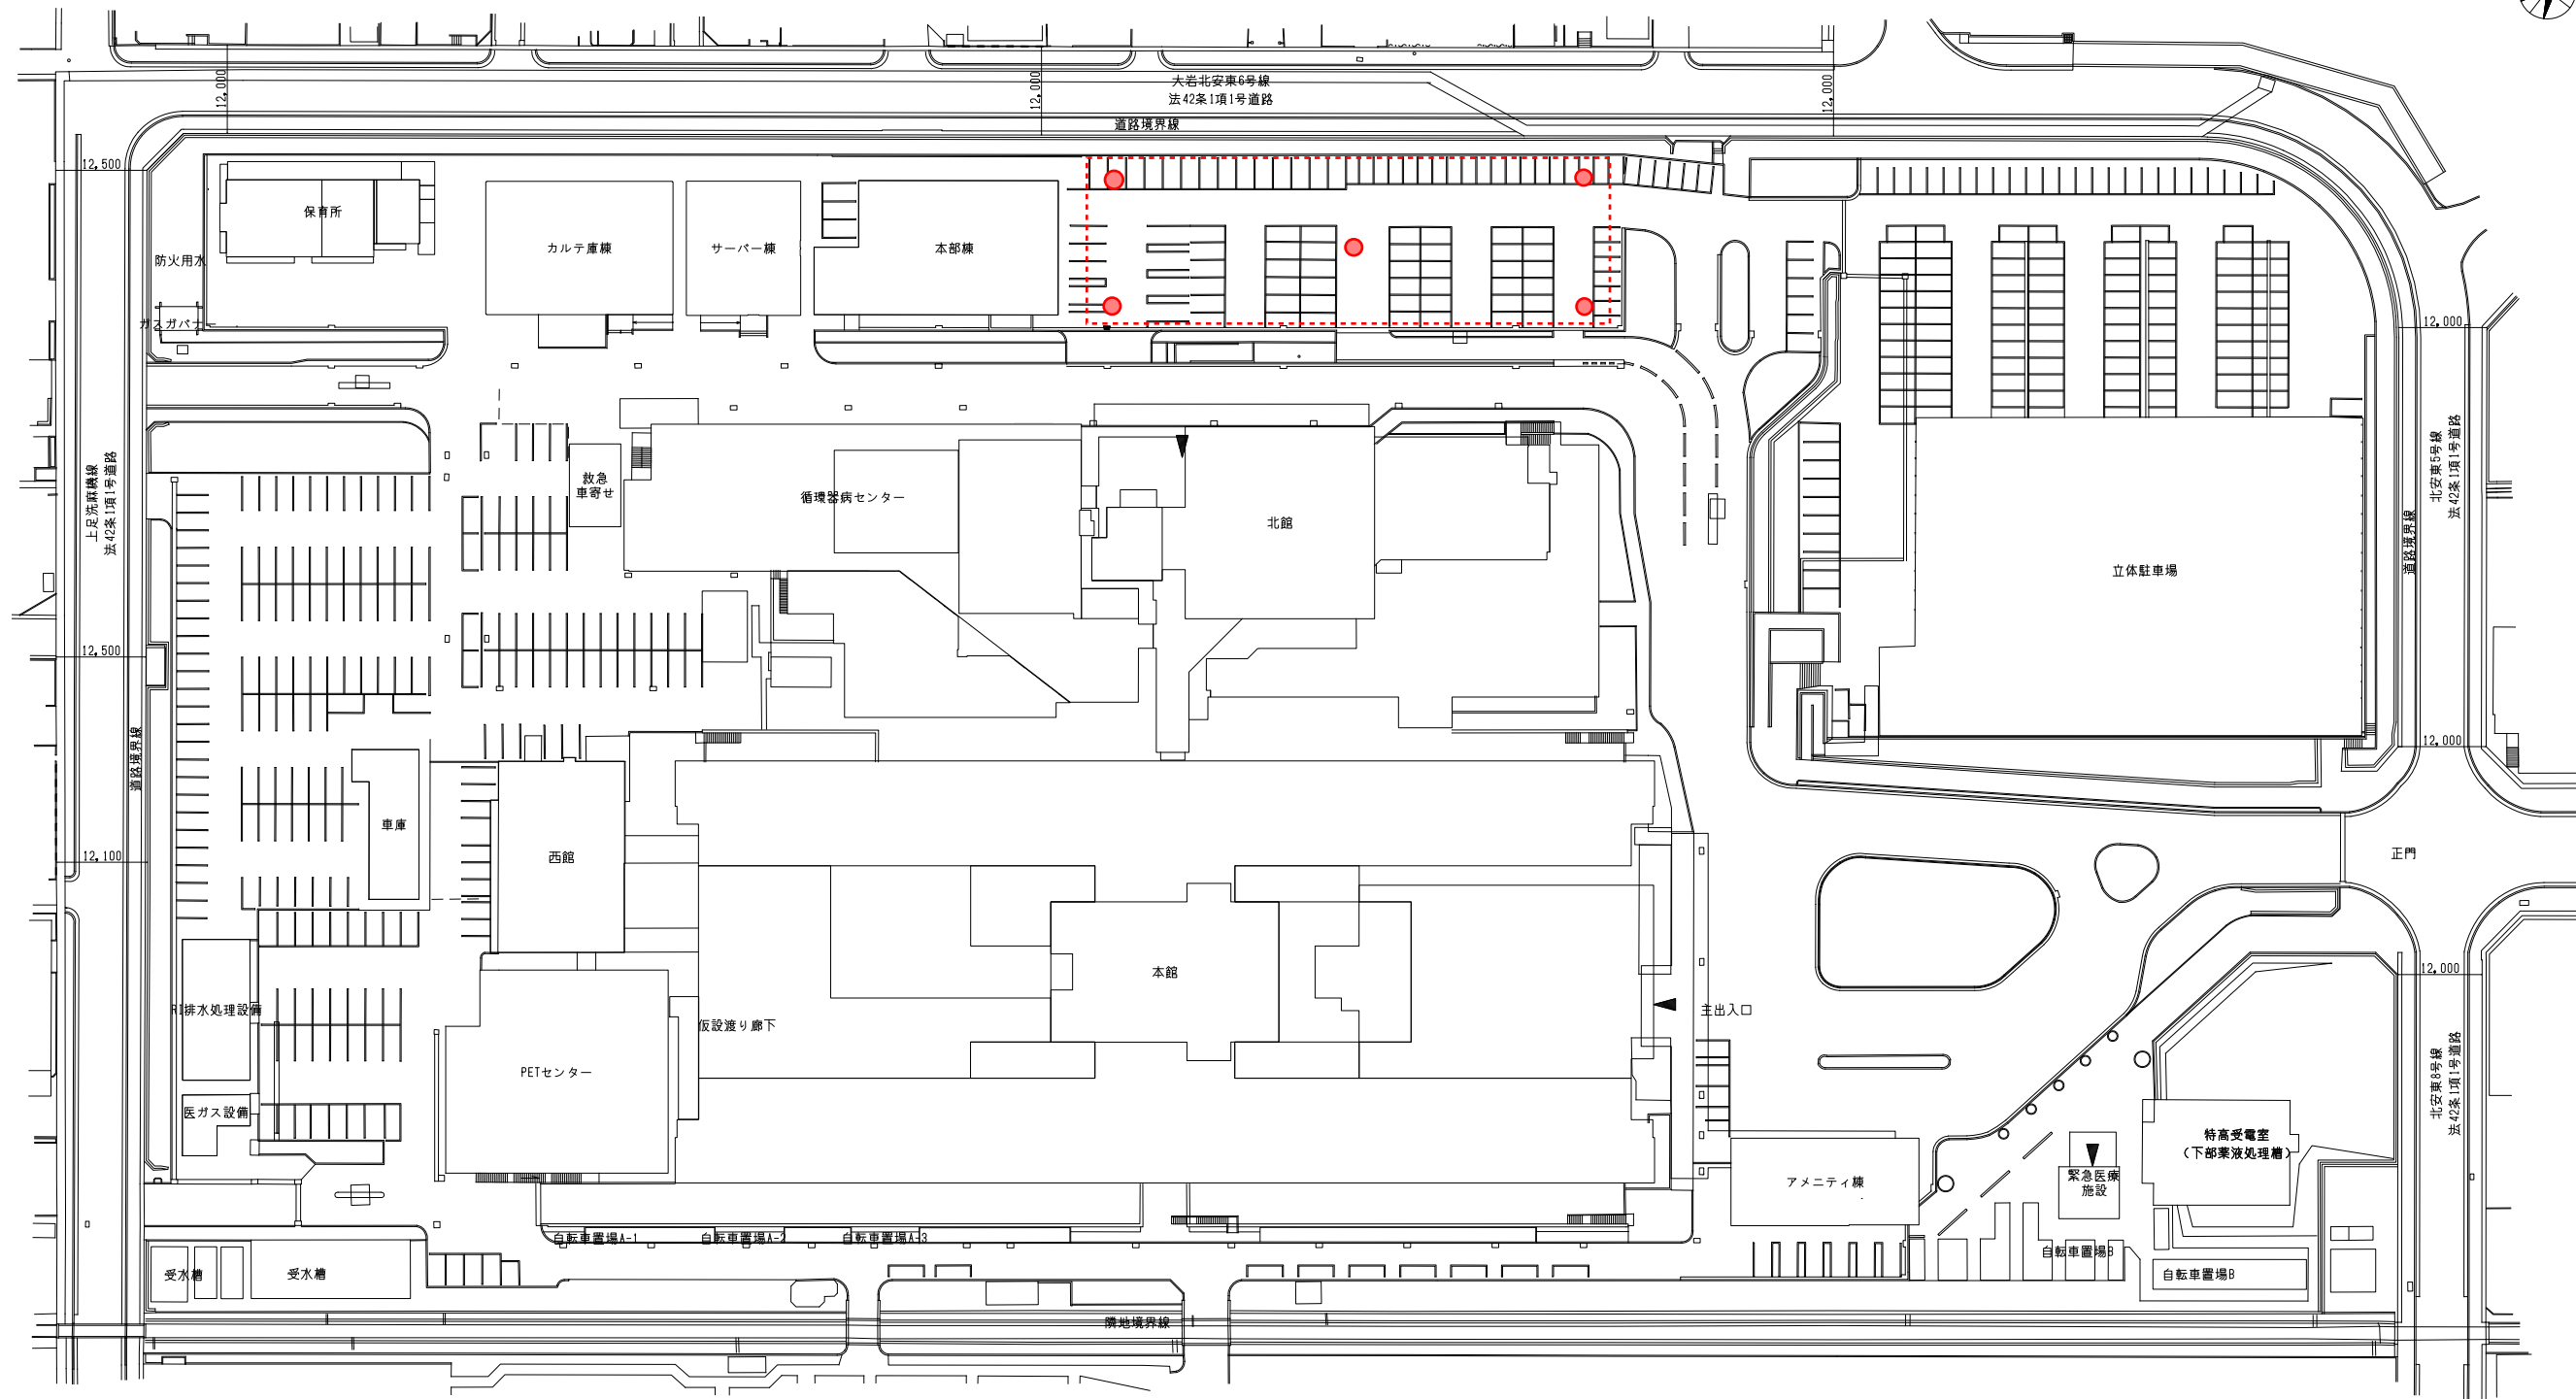 大岩北安東6号線
法42条1項1号道路
道路境界線
12,000
12,000
12,000
12,500
保育所
防火用水
ガスガバナー
カルテ庫棟
サーバー棟
本部棟
12,000
上足洗麻機線
法42条1項1号道路
救急
車寄せ
循環器病センター
北館
立体駐車場
北安東5号線
法42条1項1号道路
道路境界線
12,500
道路境界線
12,000
車庫
12,100
西館
正門
本館
12,000
RI排水処理設備
仮設渡り廊下
主出入口
PETセンター
医ガス設備
北安東8号線
法42条1項1号道路
特高受電室
(下部薬液処理槽)
緊急医療
施設
アメニティ棟
自転車置場A-1
自転車置場A-2
自転車置場A-3
自転車置場B
自転車置場B
受水槽
受水槽
隣地境界線